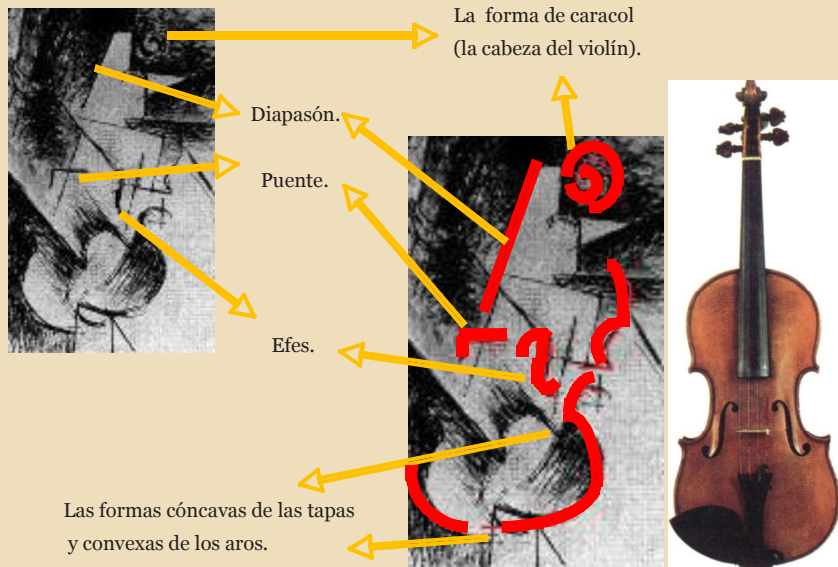 La forma de caracol
(la cabeza del violín).
Diapasón.
Puente.
Efes.
Las formas cóncavas de las tapas
y convexas de los aros.